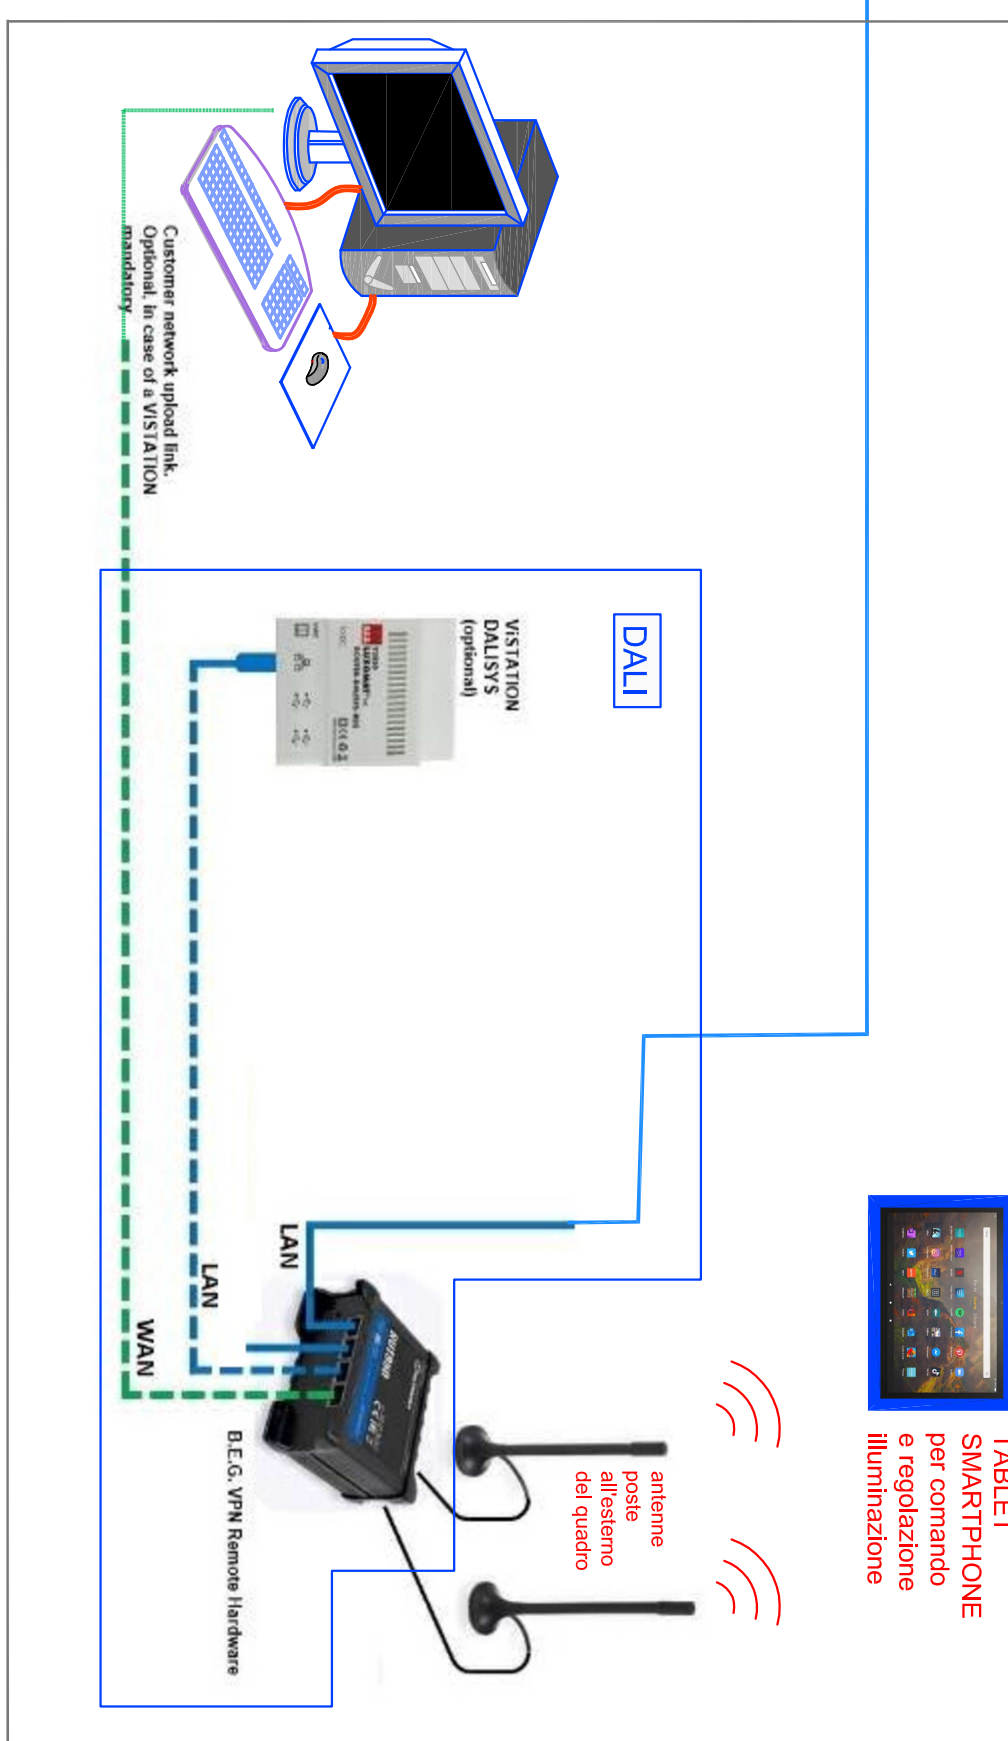 Customer network upload link.
Optional, in case of a ViSTATION
mandatory
DALI
ViSTATION
DALISYS
(optional)
LAN
LAN
WAN
B.E.G. VPN Remote Hardware
antenne
poste
all'esterno
del quadro
TABLET
SMARTPHONE
per comando
e regolazione
illuminazione